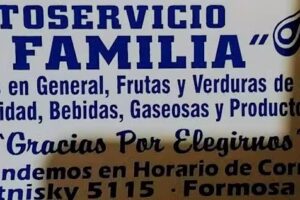 TOSERVICIO
FAMILIA"
s en General, Frutas y Verduras de
idad, Bebidas, Gaseosas y Producto
"Gracias Por Elegirnos
ndemos en Horario de Cor
tnisky 5115 - Formosa